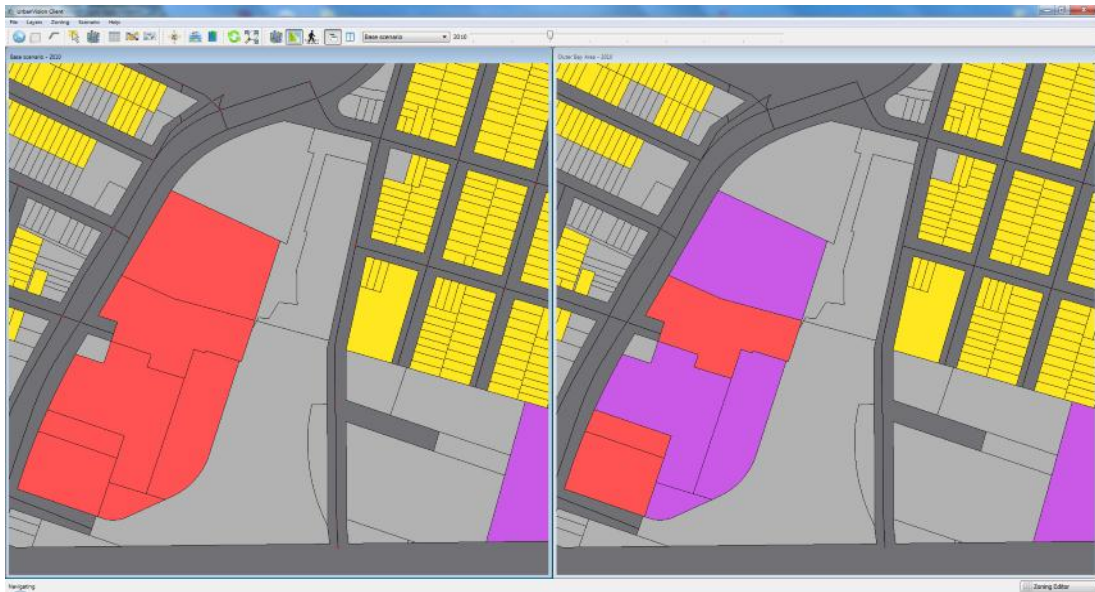 UrbanVision Client
File Layers Zoning Scenario Help
Base scenario 2010
Base scenario - 2010
Outer Bay Area - 2010
Navigating
Zoning Editor